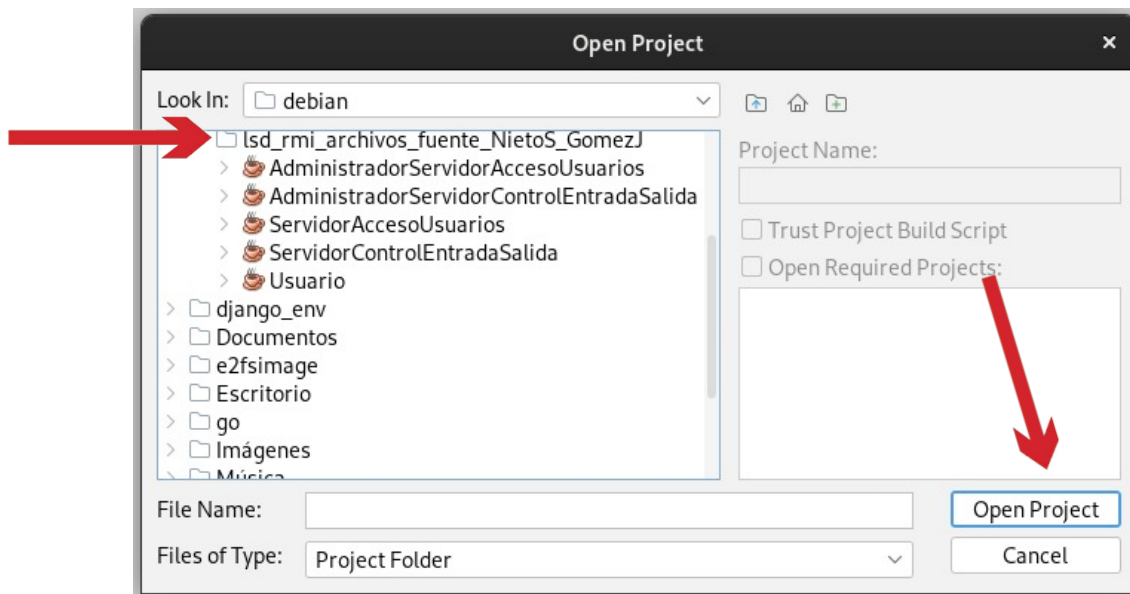 Open Project
Look In:
debian
lsd_rmi_archivos_fuente_NietoS_GomezJ
AdministradorServidorAccesoUsuarios
AdministradorServidorControlEntradaSalida
ServidorAccesoUsuarios
ServidorControlEntradaSalida
Usuario
django_env
Documentos
e2fsimage
Escritorio
go
Imágenes
Música
Project Name:
Trust Project Build Script
Open Required Projects:
File Name:
Open Project
Files of Type:
Project Folder
Cancel